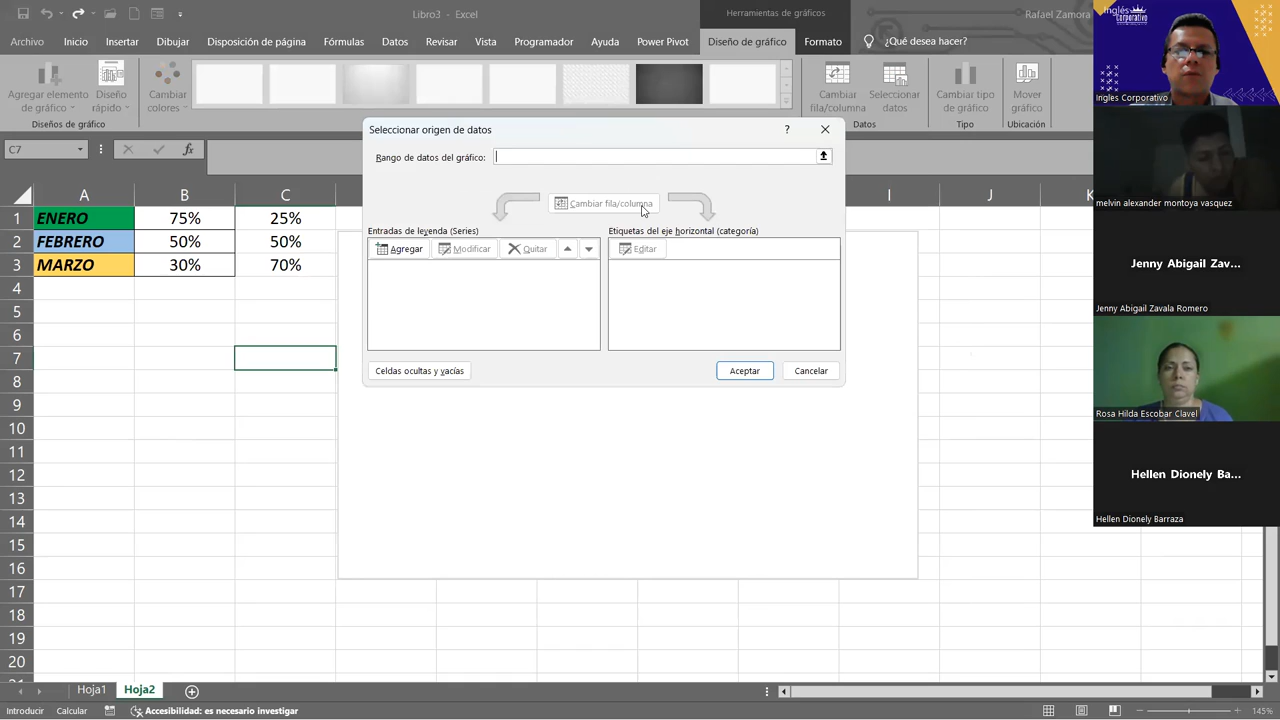 Libro3 - Excel
Herramientas de gráficos
Rafael Zamora
Archivo Inicio Insertar Dibujar Disposición de página Fórmulas Datos Revisar Vista Programador Ayuda Power Pivot Diseño de gráfico Formato ¿Qué desea hacer?
Agregar elemento de gráfico
Diseño rápido
Cambiar colores
Cambiar fila/columna
Seleccionar datos
Cambiar tipo de gráfico
Mover gráfico
Diseños de gráfico
Datos
Tipo
Ubicación
C7
fx
Seleccionar origen de datos
?
Rango de datos del gráfico:
Cambiar fila/columna
Entradas de leyenda (Series)
Etiquetas del eje horizontal (categoría)
Agregar Modificar Quitar
Editar
Celdas ocultas y vacías
Aceptar
Cancelar
A B C I J K
1 ENERO 75% 25%
2 FEBRERO 50% 50%
3 MARZO 30% 70%
4
5
6
7
8
9
10
11
12
13
14
15
16
17
18
19
20
Hoja1 Hoja2
Introducir Calcular Accesibilidad: es necesario investigar
145%
Inglés
Corporativo
Ingles Corporativo
melvin alexander montoya vasquez
Jenny Abigail Zav...
Jenny Abigail Zavala Romero
Rosa Hilda Escobar Clavel
Hellen Dionely Ba...
Hellen Dionely Barraza